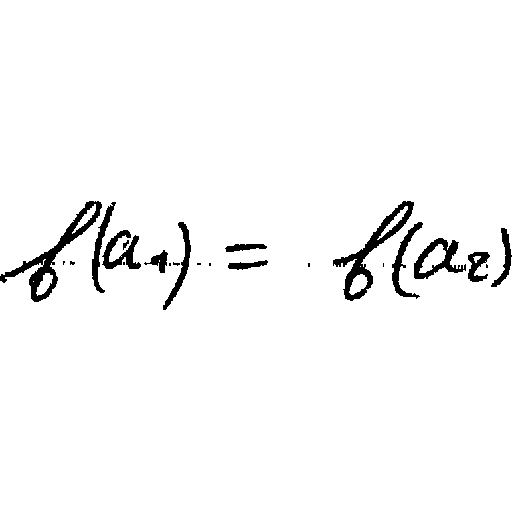 f(a₁) = f(a₂)